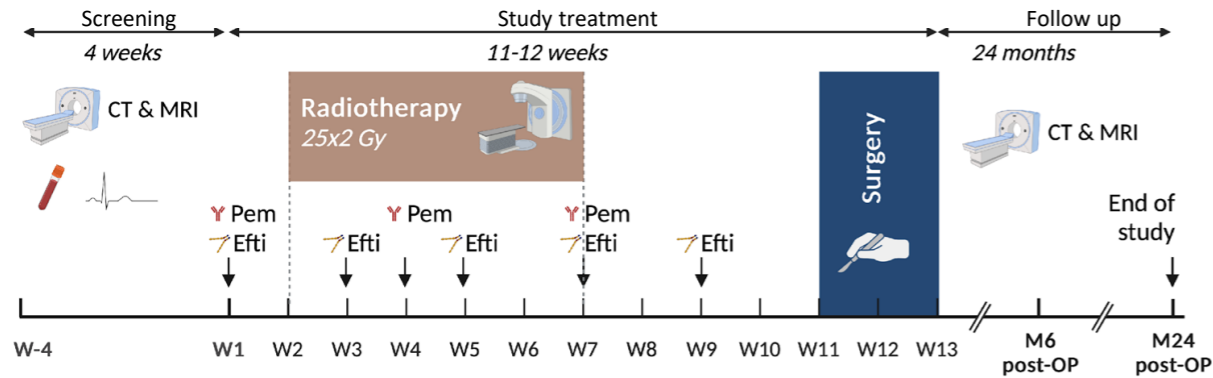 Screening
Study treatment
Follow up
4 weeks
11-12 weeks
24 months
CT & MRI
Radiotherapy
25x2 Gy
Surgery
CT & MRI
Pem
Efti
Efti
Pem
Efti
Pem
Efti
Efti
End of
study
W-4
W1
W2
W3
W4
W5
W6
W7
W8
W9
W10
W11
W12
W13
M6
post-OP
M24
post-OP